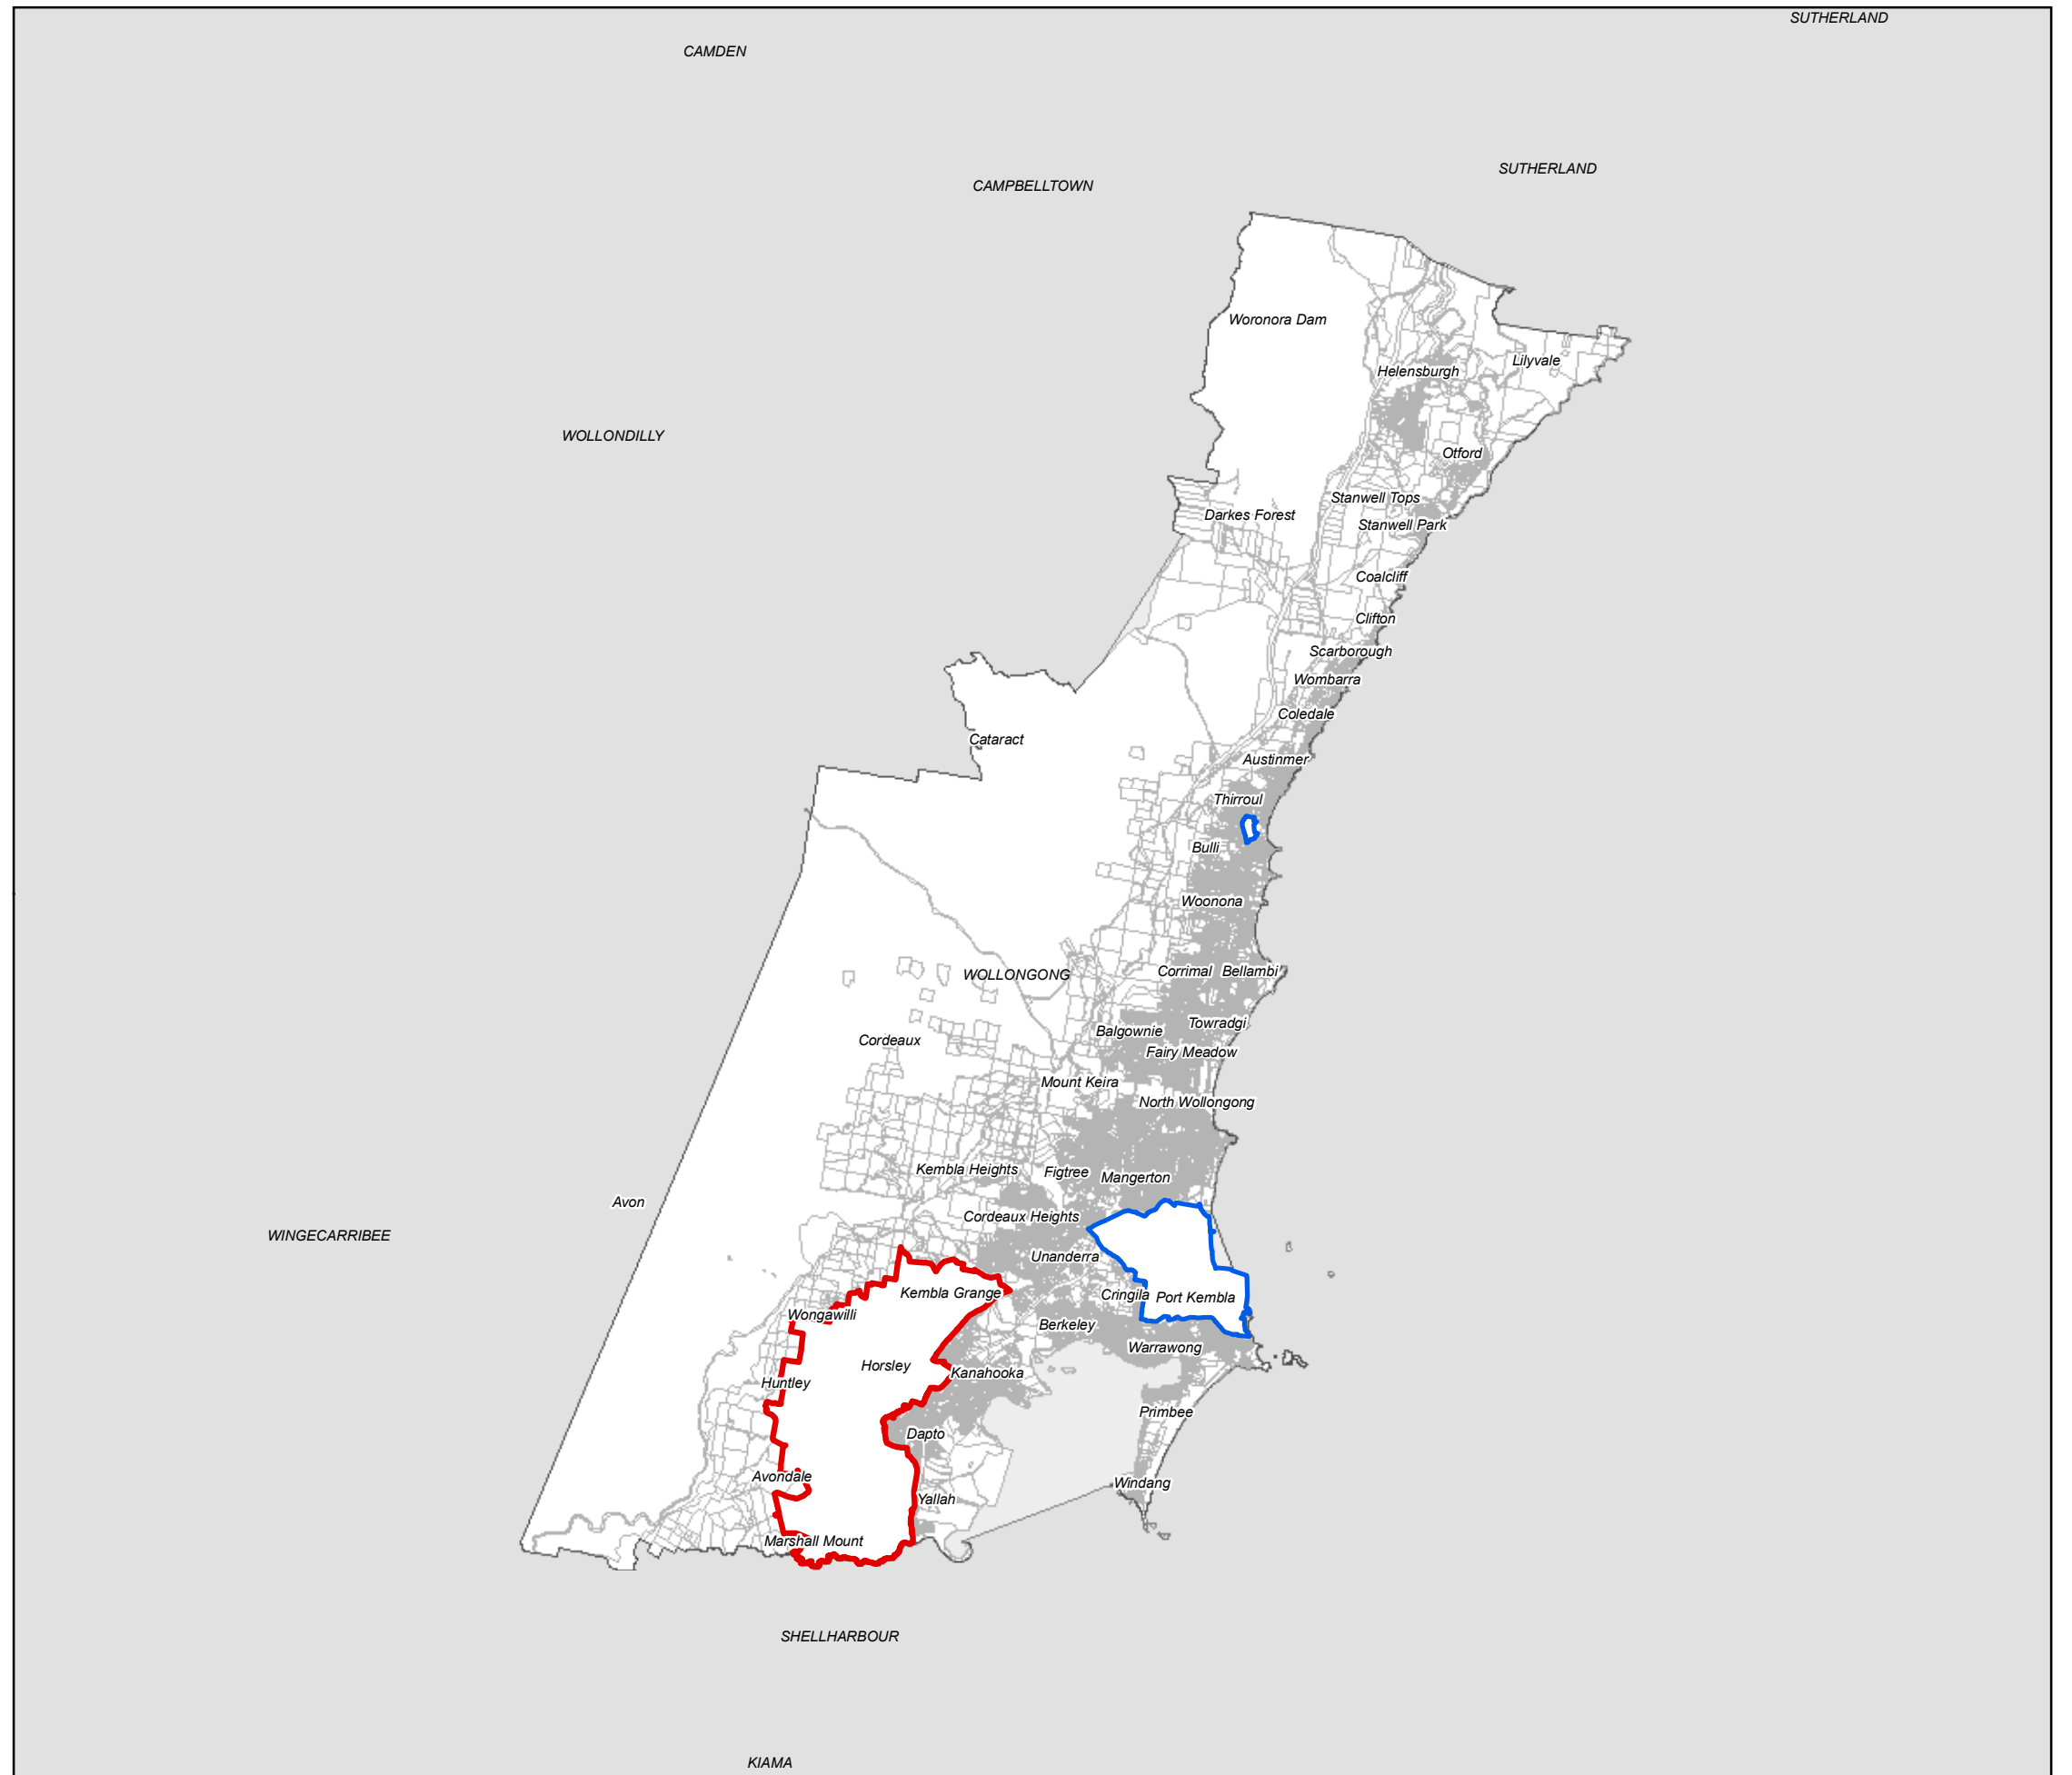 SUTHERLAND
CAMDEN
SUTHERLAND
CAMPBELLTOWN
Woronora Dam
Lilyvale
Helensburgh
WOLLONDILLY
Otford
Stanwell Tops
Darkes Forest
Stanwell Park
Coalcliff
Clifton
Scarborough
Wombarra
Coledale
Cataract
Austinmer
Thirroul
Bulli
Woonona
Corrimal
Bellambi
WOLLONGONG
Towradgi
Balgownie
Cordeaux
Fairy Meadow
Mount Keira
North Wollongong
Kembla Heights
Figtree
Mangerton
Avon
Cordeaux Heights
WINGECARRIBEE
Unanderra
Kembla Grange
Cringila
Port Kembla
Wongawilli
Berkeley
Warrawong
Horsley
Kanahooka
Huntley
Primbee
Dapto
Avondale
Windang
Yallah
Marshall Mount
SHELLHARBOUR
KIAMA